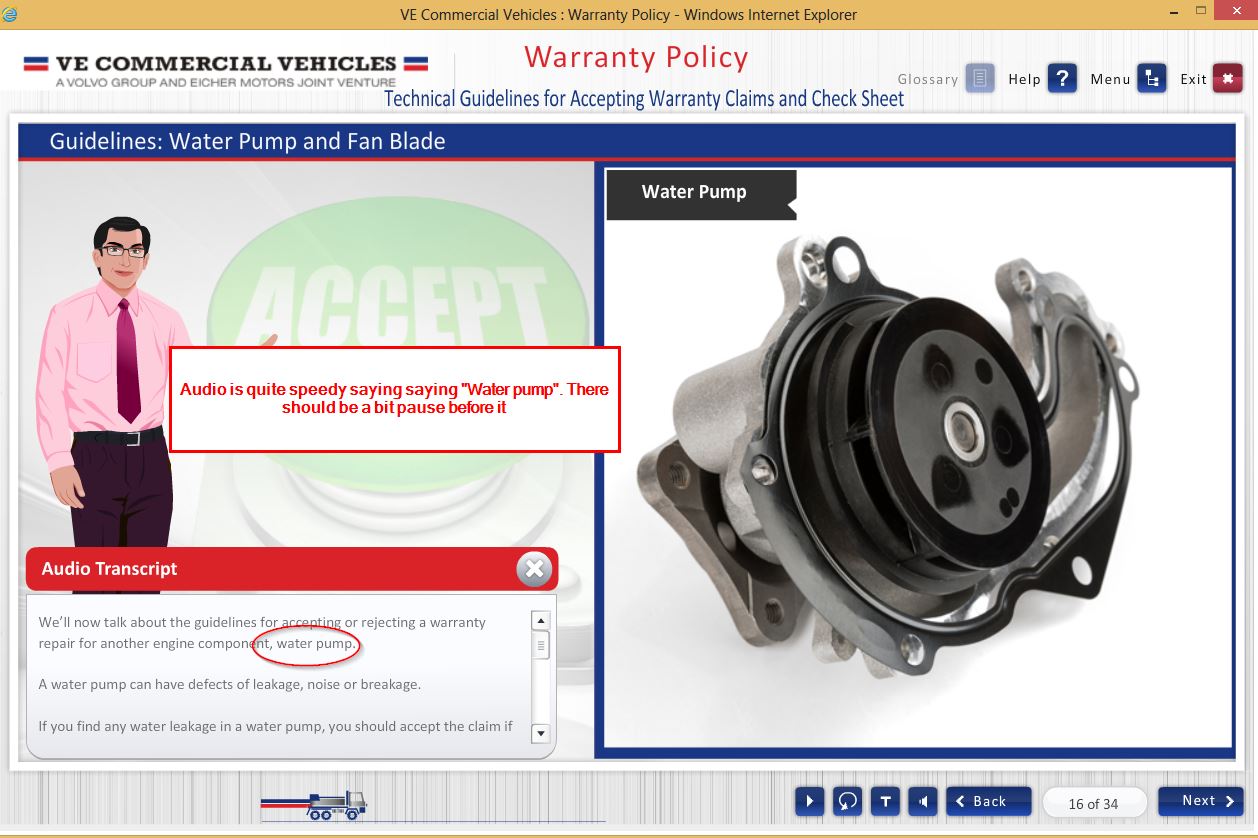 VE Commercial Vehicles : Warranty Policy - Windows Internet Explorer
VE COMMERCIAL VEHICLES
A VOLVO GROUP AND EICHER MOTORS JOINT VENTURE
Warranty Policy
Technical Guidelines for Accepting Warranty Claims and Check Sheet
Glossary Help ? Menu Exit
Guidelines: Water Pump and Fan Blade
ACCEPT
Water Pump
Audio is quite speedy saying saying "Water pump". There
should be a bit pause before it
Audio Transcript
We'll now talk about the guidelines for accepting or rejecting a warranty
repair for another engine component, water pump.
A water pump can have defects of leakage, noise or breakage.
If you find any water leakage in a water pump, you should accept the claim if
T Back 16 of 34 Next